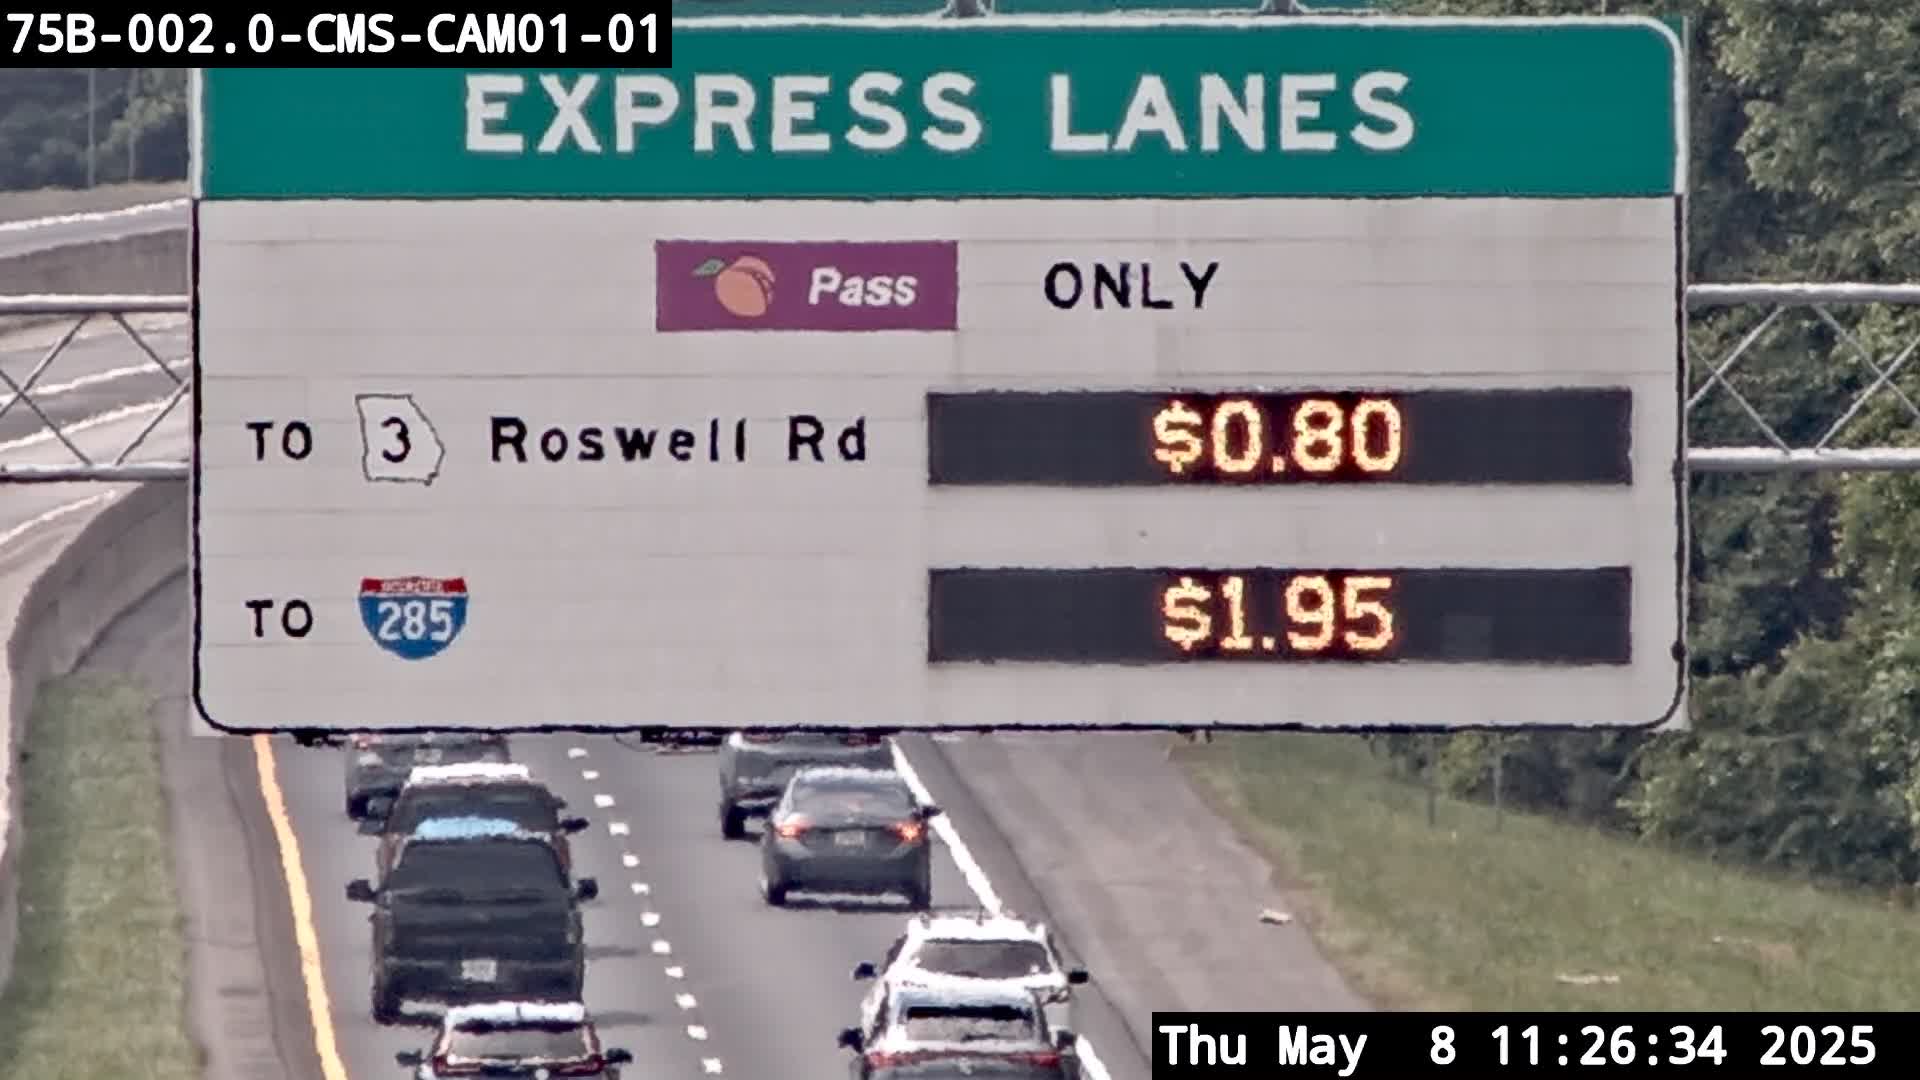 75B-002.0-CMS-CAM01-01
EXPRESS LANES
Pass ONLY
TO 3 Roswell Rd $0.80
TO INTERSTATE 285 $1.95
Thu May 8 11:26:34 2025